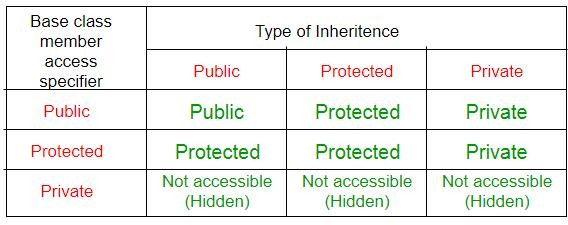 Base class
member
access
specifier
Type of Inheritence
Public Protected Private
Public Public Protected Private
Protected Protected Protected Private
Private Not accessible (Hidden) Not accessible (Hidden) Not accessible (Hidden)